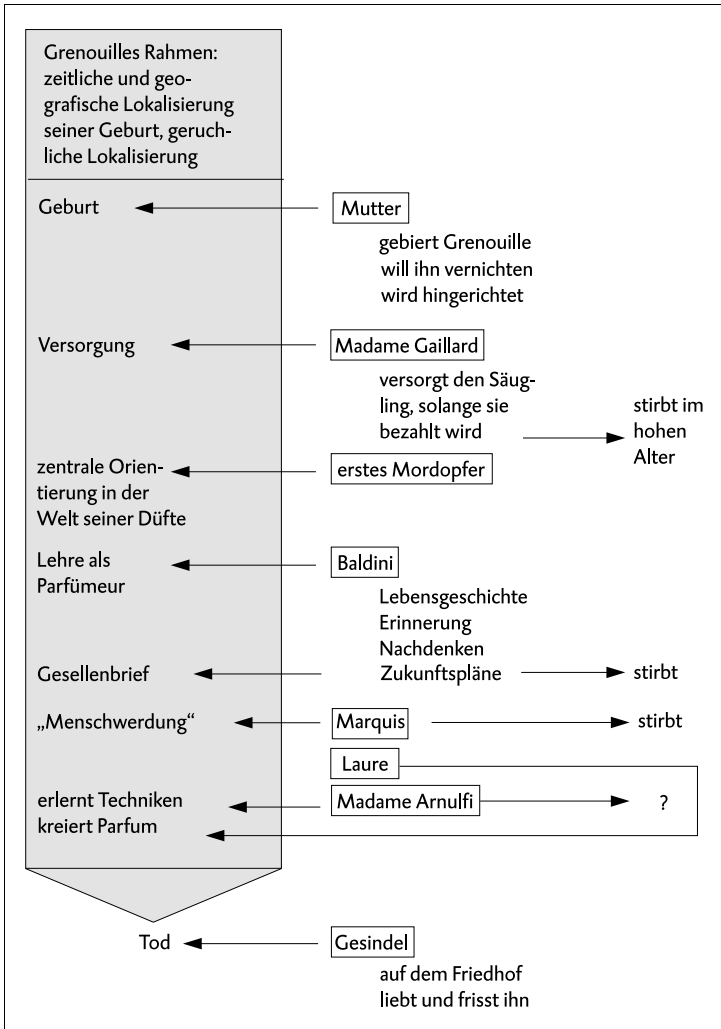 Grenouilles Rahmen:
zeitliche und geo-
grafische Lokalisierung
seiner Geburt, geruch-
liche Lokalisierung
Geburt
Mutter
gebiert Grenouille
will ihn vernichten
wird hingerichtet
Versorgung
Madame Gaillard
versorgt den Säug-
ling, solange sie
bezahlt wird
stirbt im
hohen
Alter
zentrale Orien-
tierung in der
Welt seiner Düfte
erstes Mordopfer
Lehre als
Parfümeur
Baldini
Lebensgeschichte
Erinnerung
Nachdenken
Zukunftspläne
Gesellenbrief
stirbt
„Menschwerdung“
Marquis
stirbt
Laure
erlernt Techniken
kreiert Parfum
Madame Arnulfi
?
Tod
Gesindel
auf dem Friedhof
liebt und frisst ihn